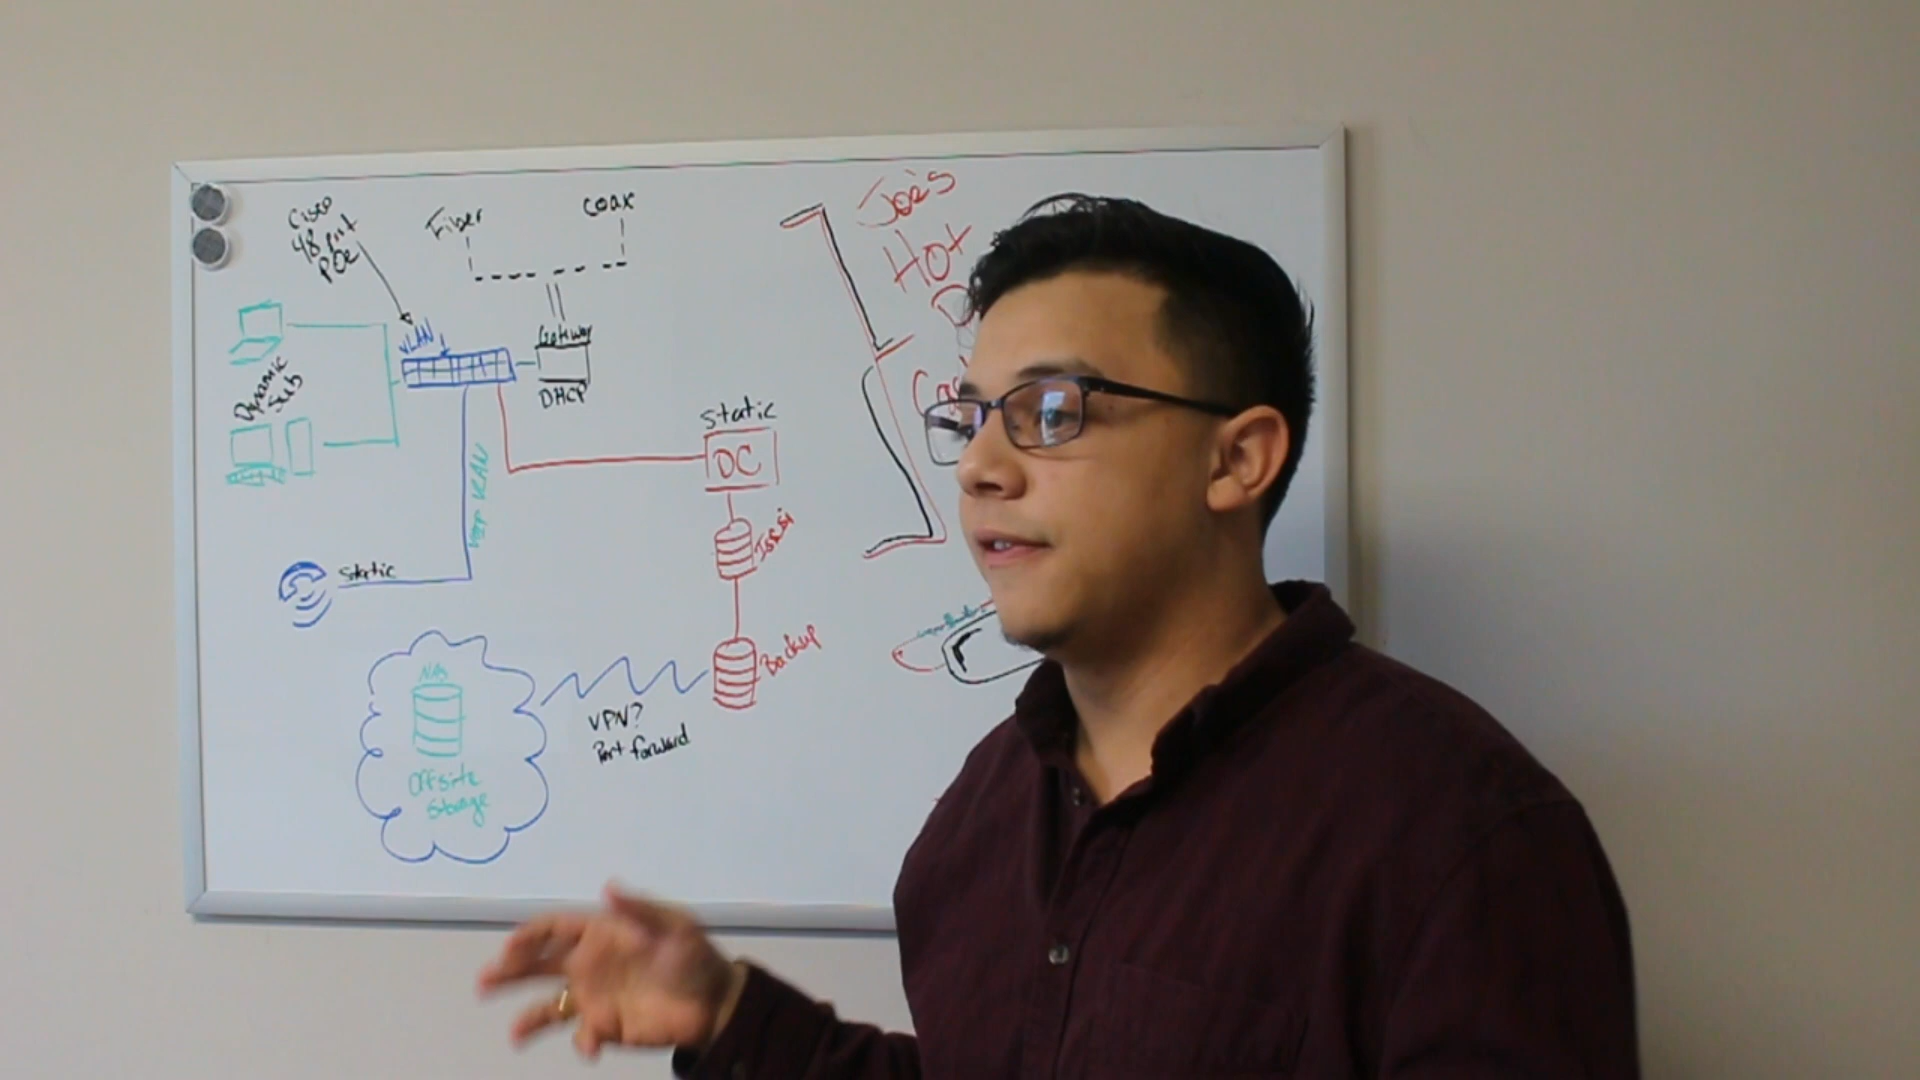 Cisco
48 port
POE
Fiber
coax
VLAN
Gateway
DHCP
Dynamic
Sub
static
DC
Voip VLAN
Iscsi
static
Backup
NAS
Offsite
Storage
VPN?
Port forward
Joe's
Hot